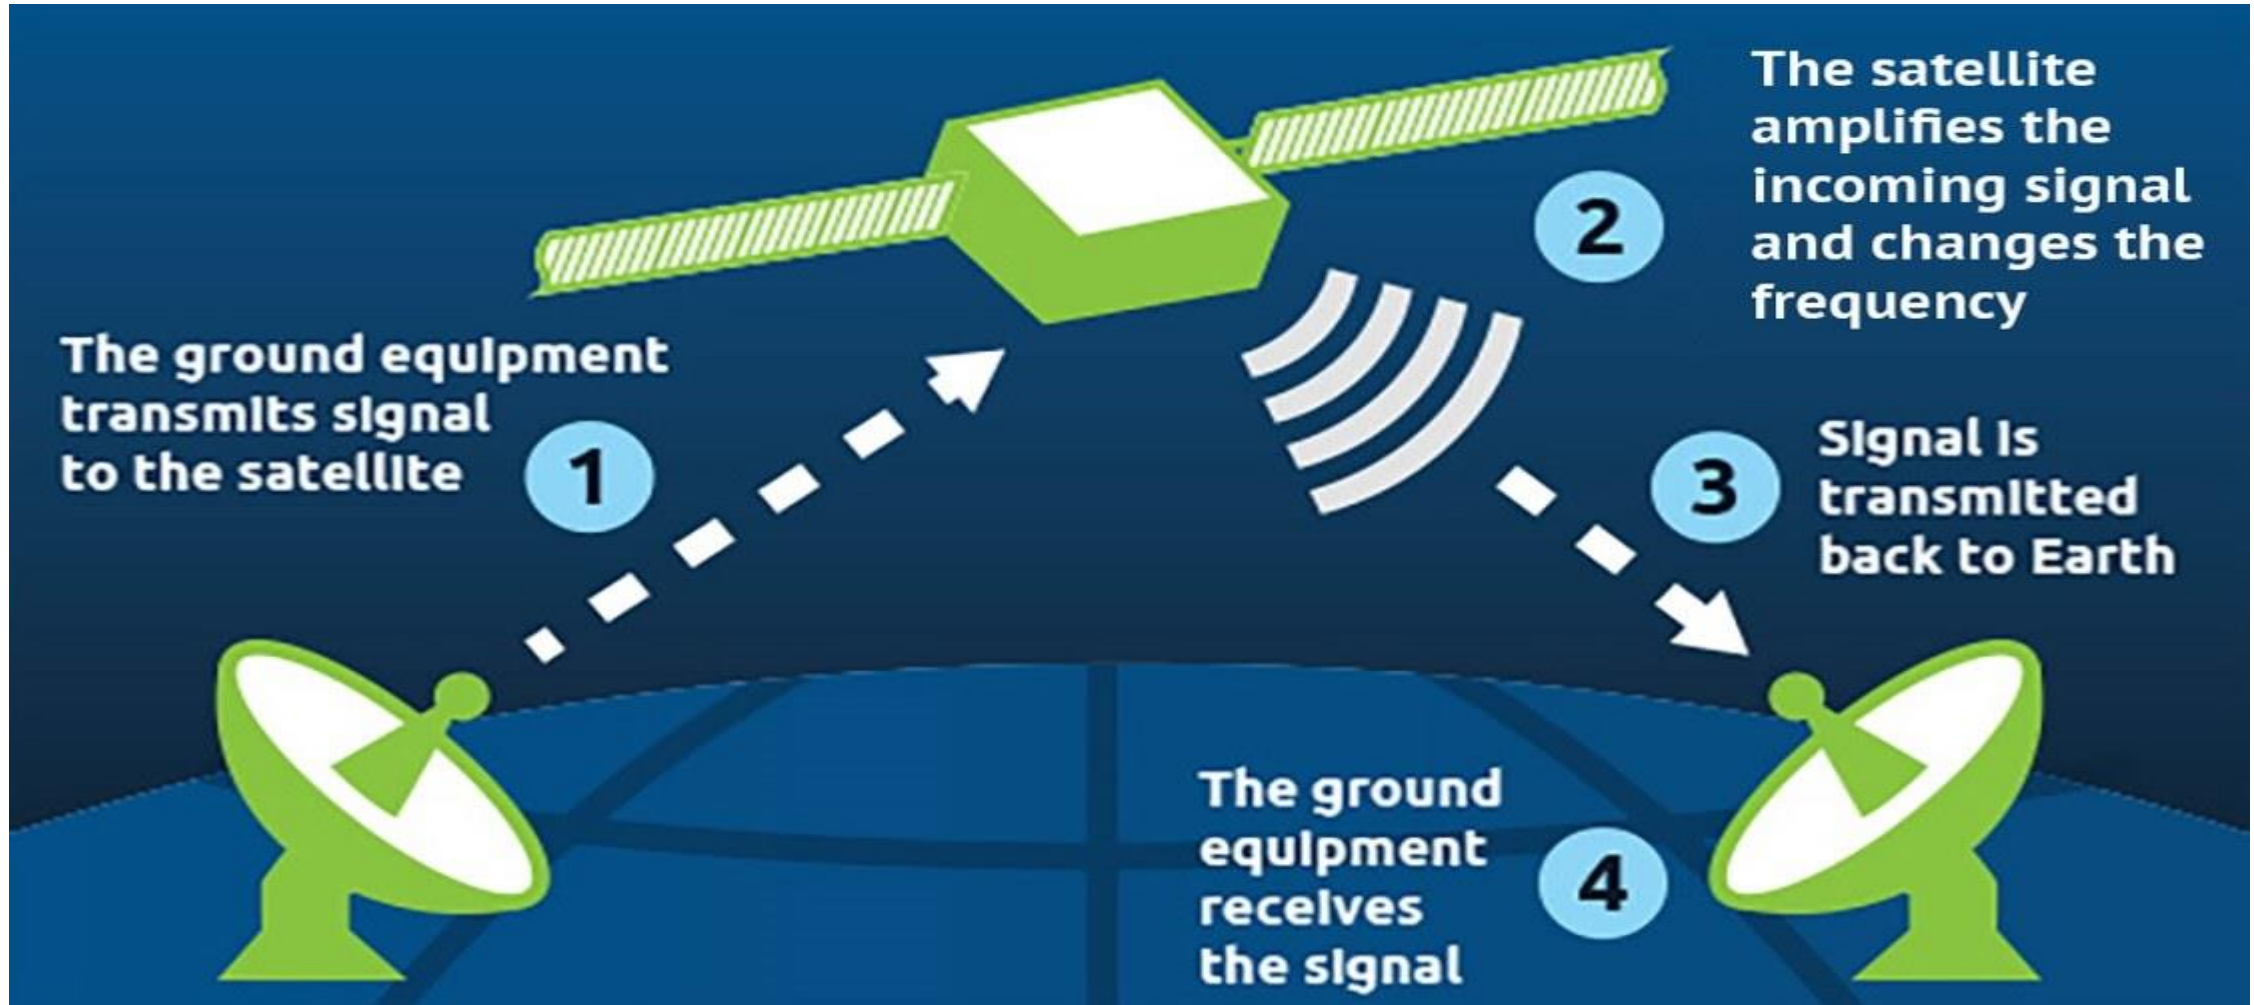 The ground equipment
transmits signal
to the satellite
1
2
The satellite
amplifies the
incoming signal
and changes the
frequency
3
Signal is
transmitted
back to Earth
The ground
equipment
receives
the signal
4